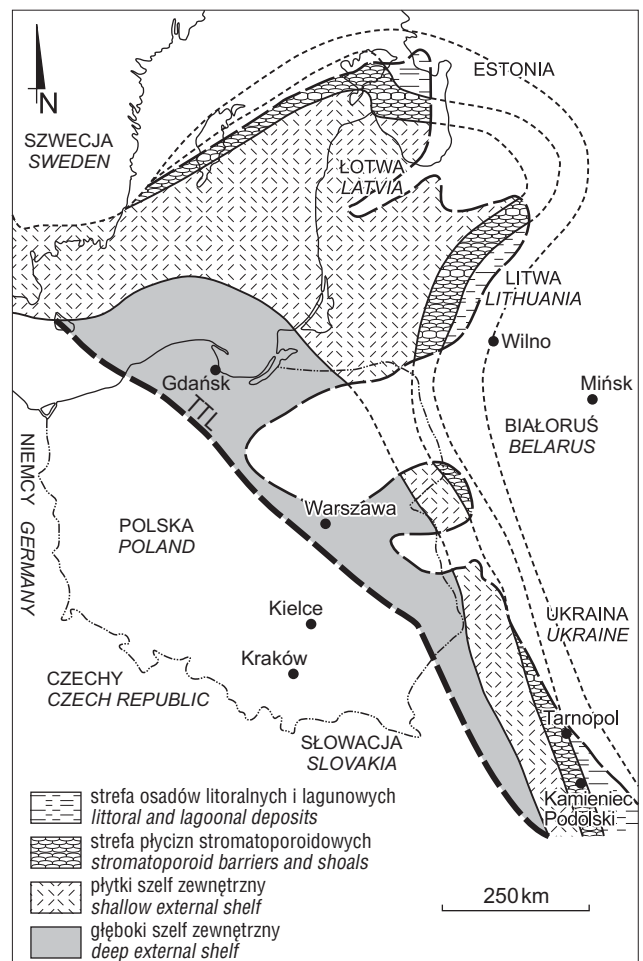 N
ESTONIA
SZWECJA
SWEDEN
ŁOTWA
LATVIA
LITWA
LITHUANIA
Wilno
Mińsk
Gdańsk
TTL
BIAŁORUŚ
BELARUS
NIEMCY GERMANY
POLSKA
POLAND
Warszawa
Kielce
Kraków
UKRAINA
UKRAINE
CZECHY
CZECH REPUBLIC
SŁOWACJA
SLOVAKIA
Tarnopol
Kamieniec
Podolski
strefa osadów litoralnych i lagunowych
littoral and lagoonal deposits
strefa płycizn stromatoporoidowych
stromatoporoid barriers and shoals
płytki szelf zewnętrzny
shallow external shelf
głęboki szelf zewnętrzny
deep external shelf
250 km